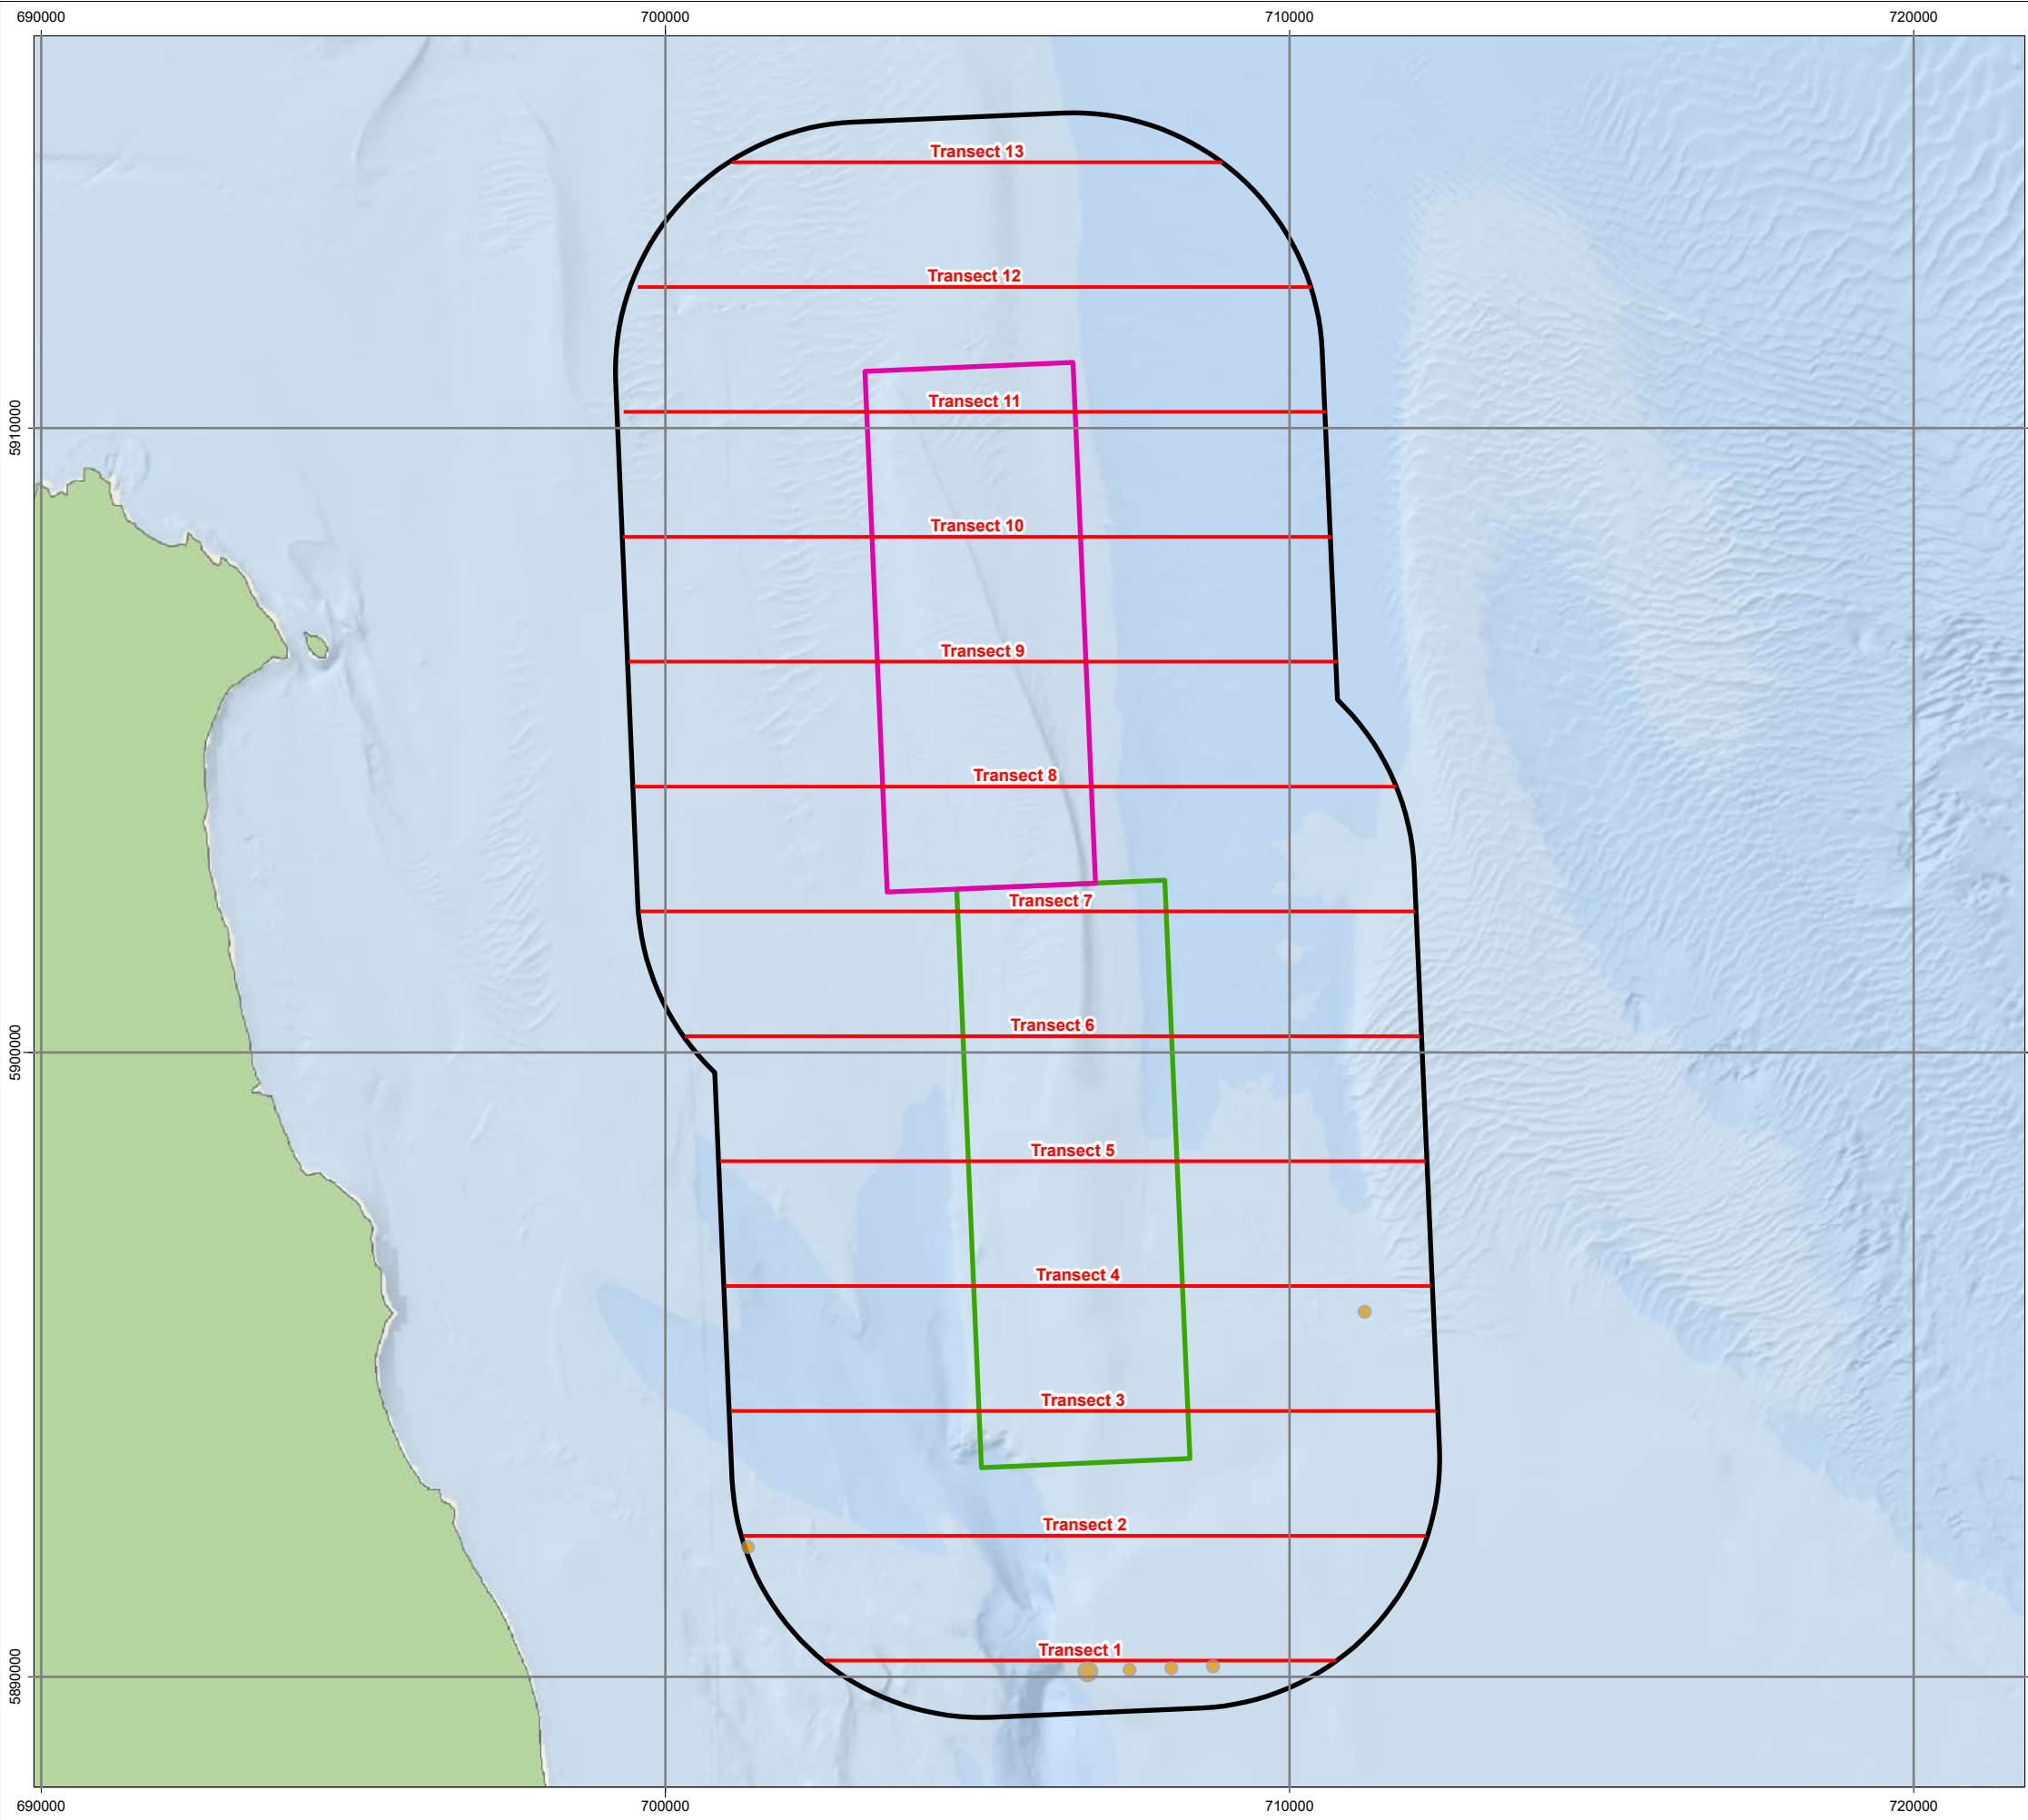 690000 700000 710000 720000
Transect 13
Transect 12
Transect 11
5910000
Transect 10
Transect 9
Transect 8
Transect 7
Transect 6
5900000
Transect 5
Transect 4
Transect 3
Transect 2
Transect 1
5890000
690000 700000 710000 720000